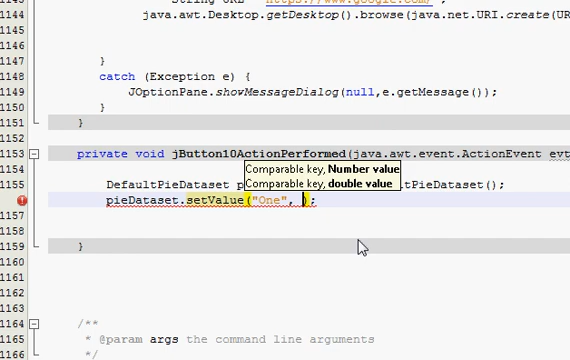 1143 String URL "https://www.google.com/";
1144 java.awt.Desktop.getDesktop().browse(java.net.URI.create(UR
1145
1146
1147 }
1148 catch (Exception e) {
1149 JOptionPane.showMessageDialog(null,e.getMessage());
1150 }
1151 }
1152
1153 private void jButton10ActionPerformed(java.awt.event.ActionEvent evt
Comparable key, Number value
Comparable key, double value
1155 DefaultPieDataset p tPieDataset();
pieDataset.setValue("One", );
1157
1158
1159 }
1160
1161
1162
1163
1164 /**
1165 * @param args the command line arguments
1166 */